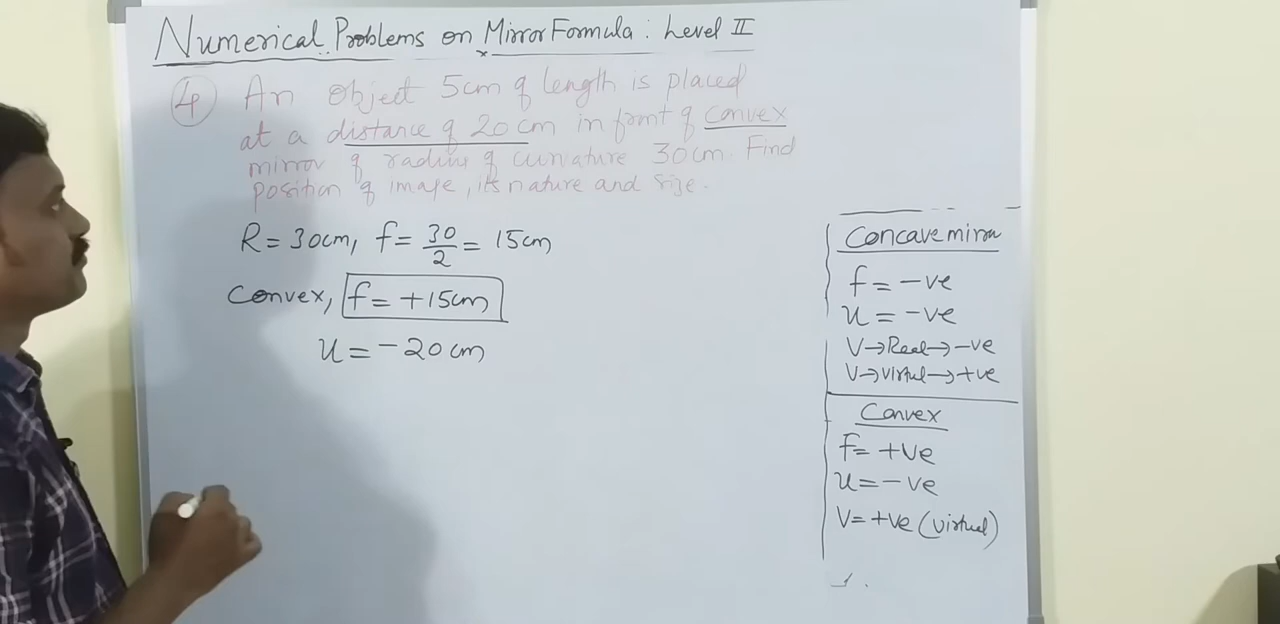 Numerical Problems on Mirror Formula : Level II
4 An object 5cm of length is placed
at a distance of 20 cm in front of convex
mirror of radius of curvature 30cm. Find
position of image, its nature and size.
R = 30cm, f = 30/2 = 15cm
Convex, f = +15cm
u = -20cm
Concave mirror
f = -ve
u = -ve
V→Real→-ve
V→Virtual→+ve
Convex
f = +ve
u = -ve
V = +ve (virtual)